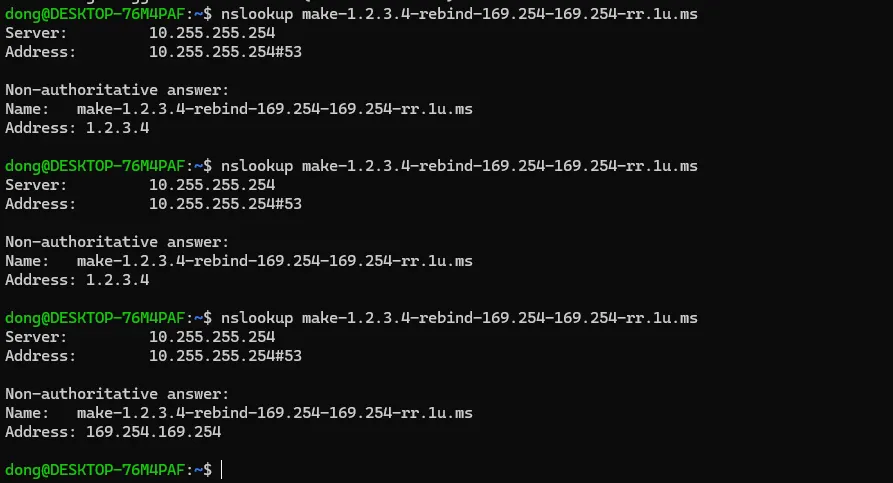 dong@DESKTOP-76M4PAF:~$ nslookup make-1.2.3.4-rebind-169.254-169.254-rr.1u.ms
Server:         10.255.255.254
Address:        10.255.255.254#53

Non-authoritative answer:
Name:   make-1.2.3.4-rebind-169.254-169.254-rr.1u.ms
Address: 1.2.3.4

dong@DESKTOP-76M4PAF:~$ nslookup make-1.2.3.4-rebind-169.254-169.254-rr.1u.ms
Server:         10.255.255.254
Address:        10.255.255.254#53

Non-authoritative answer:
Name:   make-1.2.3.4-rebind-169.254-169.254-rr.1u.ms
Address: 1.2.3.4

dong@DESKTOP-76M4PAF:~$ nslookup make-1.2.3.4-rebind-169.254-169.254-rr.1u.ms
Server:         10.255.255.254
Address:        10.255.255.254#53

Non-authoritative answer:
Name:   make-1.2.3.4-rebind-169.254-169.254-rr.1u.ms
Address: 169.254.169.254

dong@DESKTOP-76M4PAF:~$